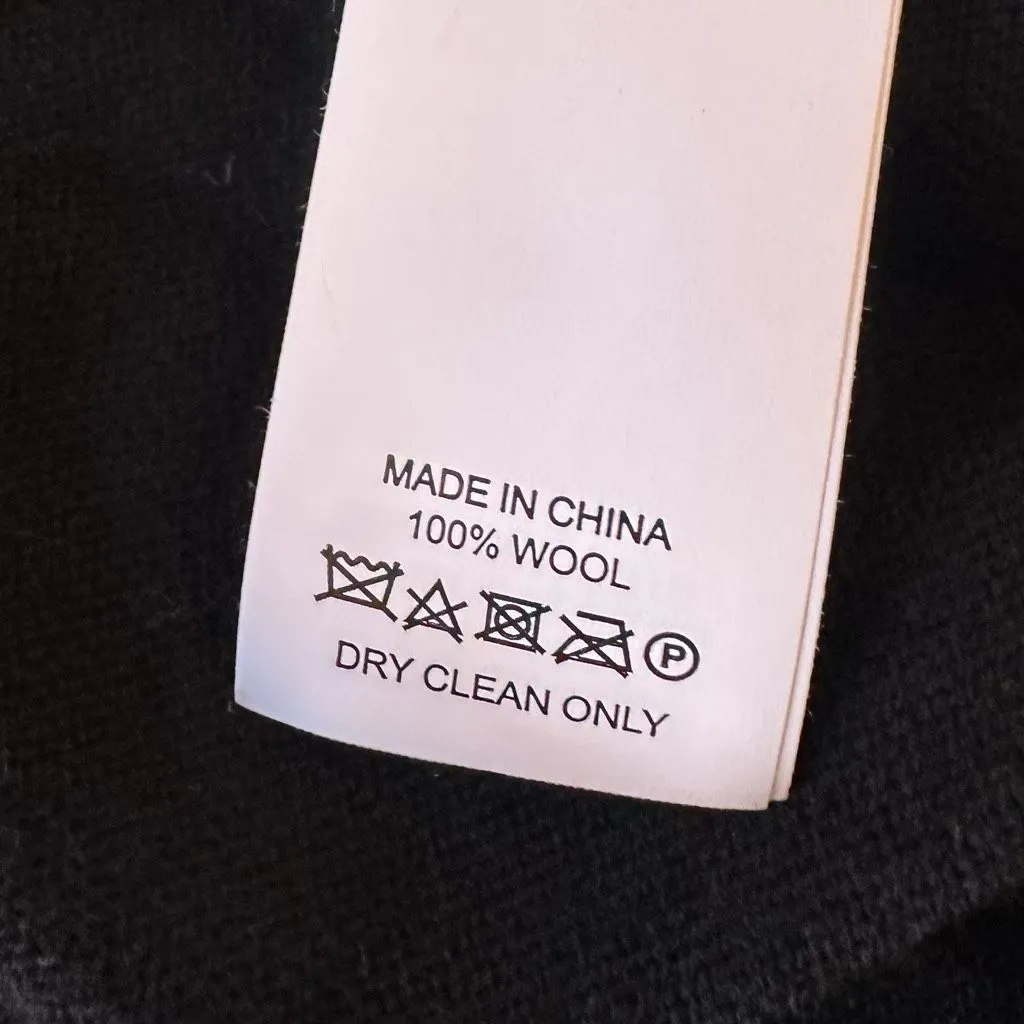 MADE IN CHINA
100% WOOL
P
DRY CLEAN ONLY